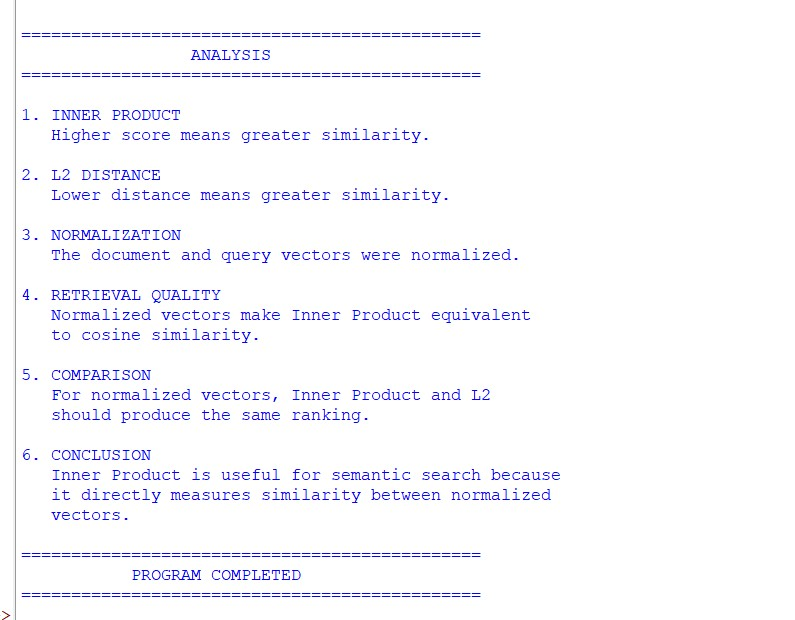 ==============================================
ANALYSIS
==============================================
1. INNER PRODUCT
Higher score means greater similarity.
2. L2 DISTANCE
Lower distance means greater similarity.
3. NORMALIZATION
The document and query vectors were normalized.
4. RETRIEVAL QUALITY
Normalized vectors make Inner Product equivalent
to cosine similarity.
5. COMPARISON
For normalized vectors, Inner Product and L2
should produce the same ranking.
6. CONCLUSION
Inner Product is useful for semantic search because
it directly measures similarity between normalized
vectors.
==============================================
PROGRAM COMPLETED
==============================================
>